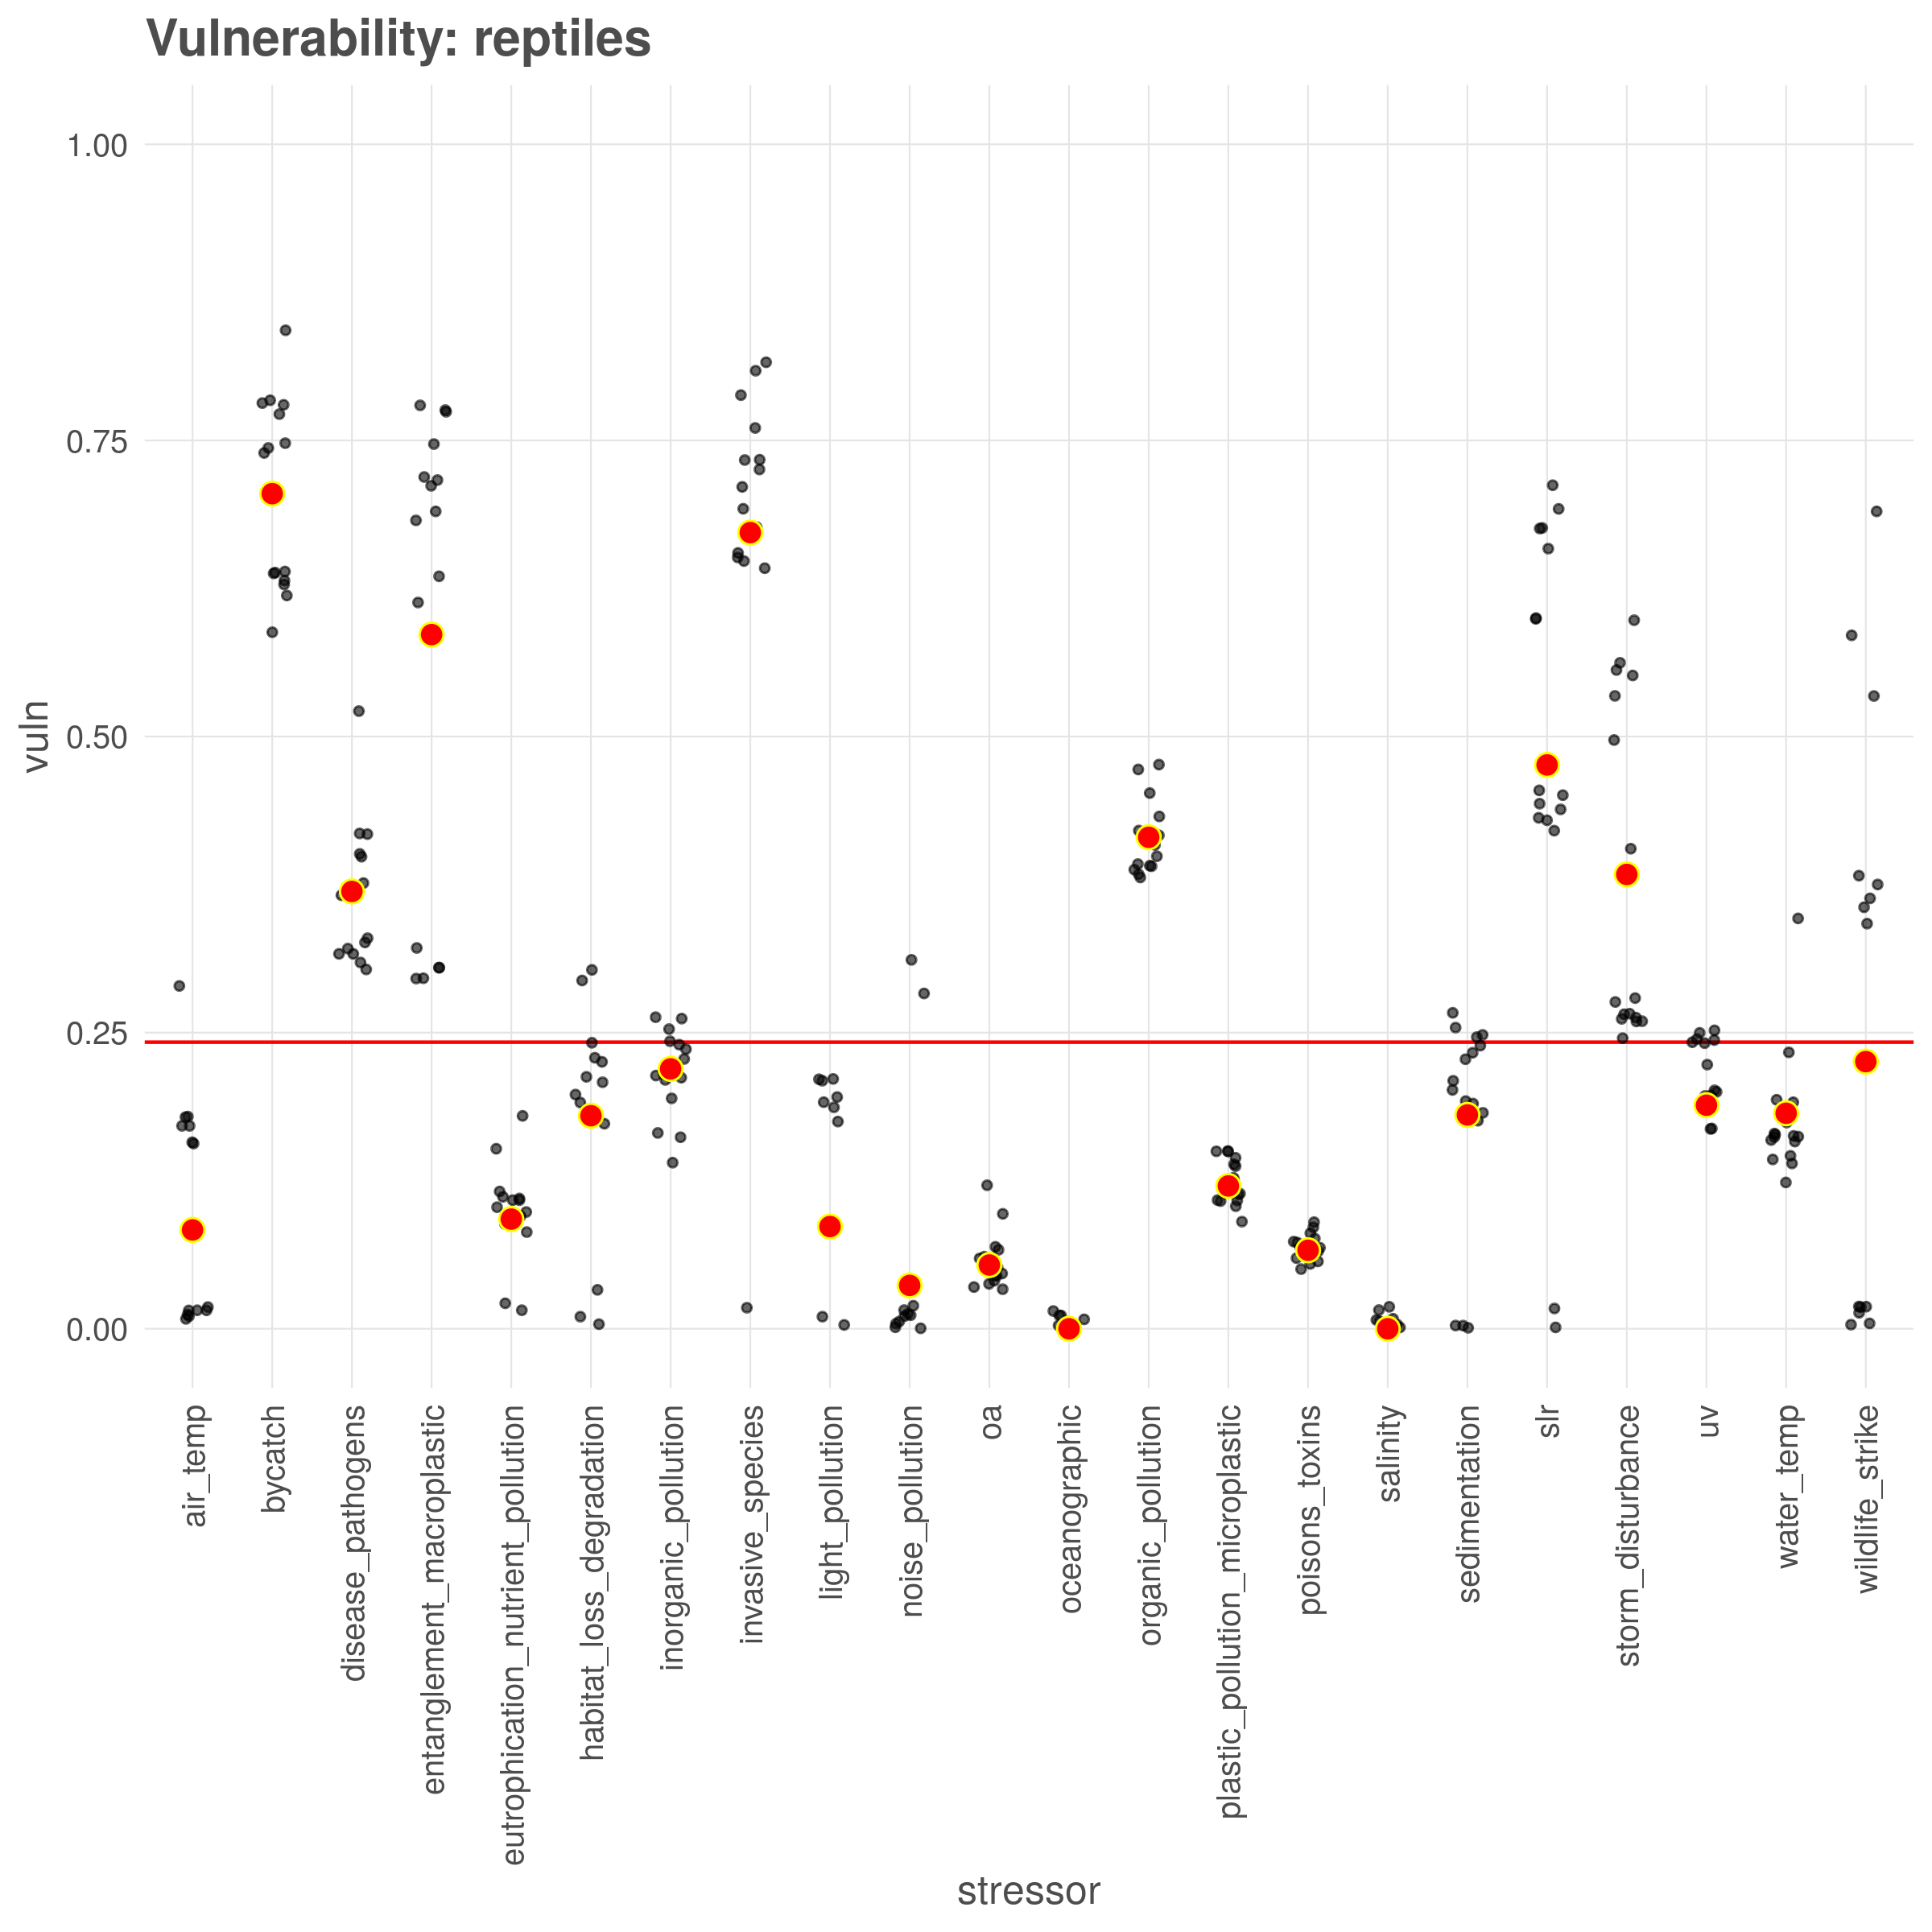 Vulnerability: reptiles
1.00
0.75
0.50
0.25
0.00
vuln
air_temp
bycatch
disease_pathogens
entanglement_macroplastic
eutrophication_nutrient_pollution
habitat_loss_degradation
inorganic_pollution
invasive_species
light_pollution
noise_pollution
oa
oceanographic
organic_pollution
plastic_pollution_microplastic
poisons_toxins
salinity
sedimentation
slr
storm_disturbance
uv
water_temp
wildlife_strike
stressor